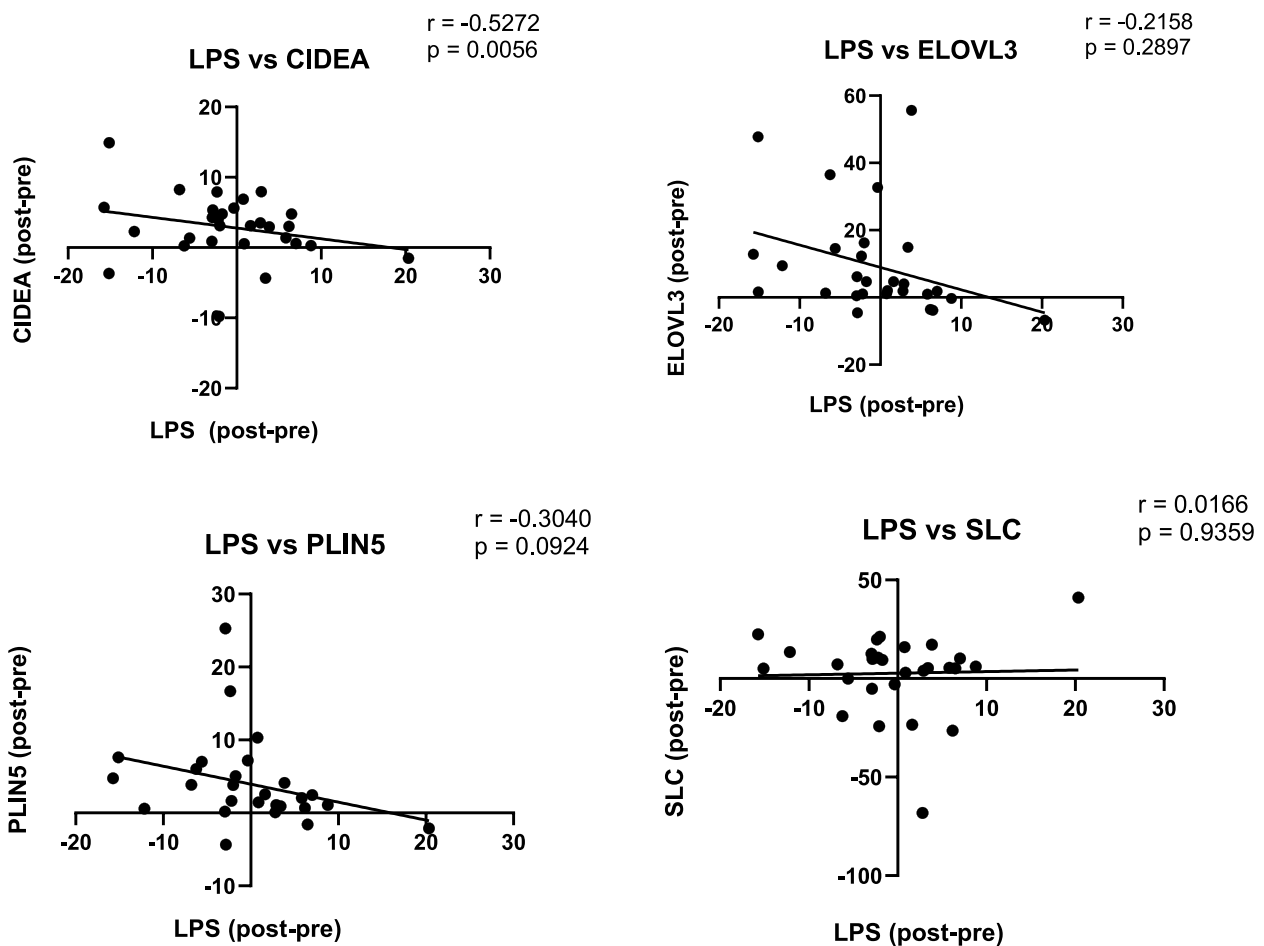 r = -0.5272
p = 0.0056
LPS vs CIDEA
20
10
-20
-10
10
20
30
-10
-20
CIDEA (post-pre)
LPS (post-pre)
r = -0.2158
p = 0.2897
LPS vs ELOVL3
60
40
20
-20
-10
10
20
30
-20
ELOVL3 (post-pre)
LPS (post-pre)
r = -0.3040
p = 0.0924
LPS vs PLIN5
30
20
10
-20
-10
10
20
30
-10
PLIN5 (post-pre)
LPS (post-pre)
r = 0.0166
p = 0.9359
LPS vs SLC
50
-20
-10
10
20
30
-50
-100
SLC (post-pre)
LPS (post-pre)